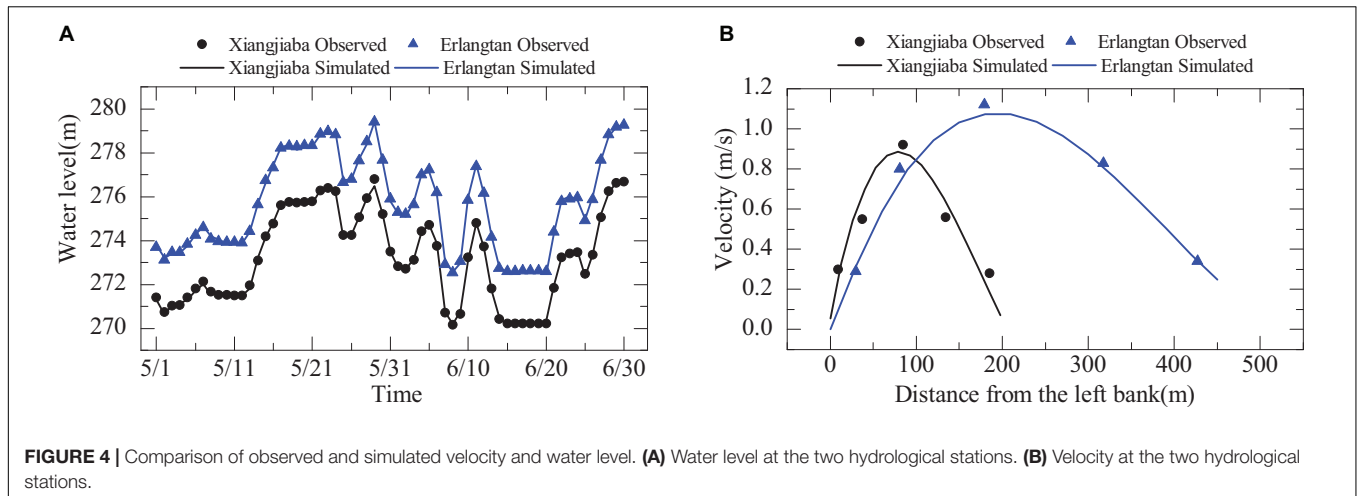 A
Xiangjiaba Observed Erlangtan Observed
Xiangjiaba Simulated Erlangtan Simulated
280
278
276
274
272
270
Water level(m)
5/1 5/11 5/21 5/31 6/10 6/20 6/30
Time
B
Xiangjiaba Observed Erlangtan Observed
Xiangjiaba Simulated Erlangtan Simulated
1.2
1.0
0.8
0.6
0.4
0.2
0.0
Velocity (m/s)
0 100 200 300 400 500
Distance from the left bank(m)
FIGURE 4 | Comparison of observed and simulated velocity and water level. (A) Water level at the two hydrological stations. (B) Velocity at the two hydrological
stations.